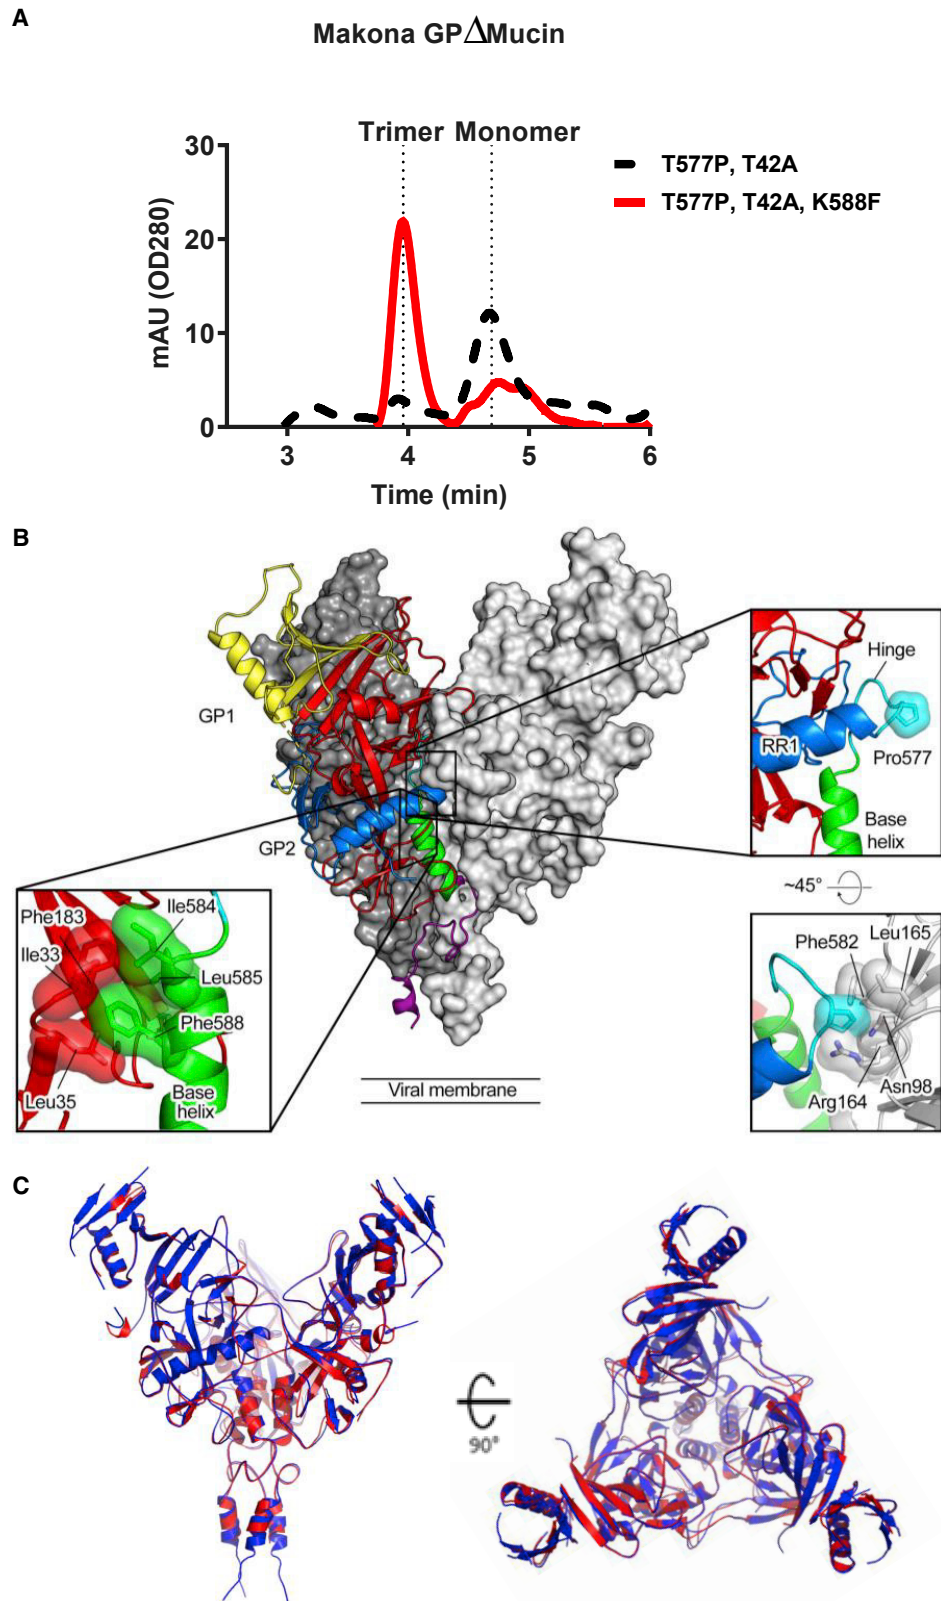 A
Makona GPΔMucin
Trimer Monomer
30
20
10
0
mAU (OD280)
3 4 5 6
Time (min)
T577P, T42A
T577P, T42A, K588F
B
GP1
GP2
Hinge
RR1
Pro577
Base
helix
~45°
Phe183
Ile584
Ile33
Leu585
Phe588
Leu35
Base
helix
Phe582
Leu165
Asn98
Arg164
Viral membrane
C
90°